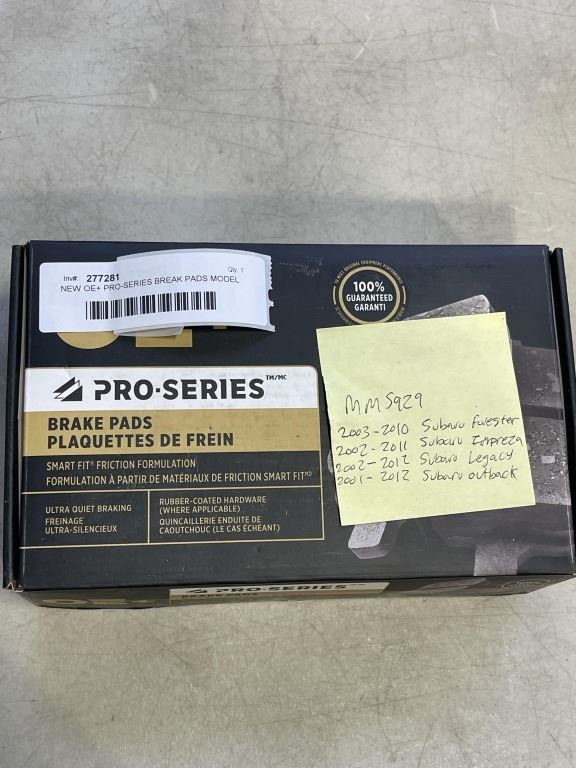 Inv#: 277281 Qty. 1
NEW OE+ PRO-SERIES BREAK PADS MODEL
100%
GUARANTEED
GARANTI
PRO·SERIES TM/MC
BRAKE PADS
PLAQUETTES DE FREIN
SMART FIT® FRICTION FORMULATION
FORMULATION À PARTIR DE MATÉRIAUX DE FRICTION SMART FIT MD
ULTRA QUIET BRAKING
FREINAGE
ULTRA-SILENCIEUX
RUBBER-COATED HARDWARE
(WHERE APPLICABLE)
QUINCAILLERIE ENDUITE DE
CAOUTCHOUC (LE CAS ÉCHÉANT)
MM5929
2003-2010 Subaru Forester
2002-2011 Subaru Impreza
2002-2012 Subaru Legacy
2001-2012 Subaru outback
PRO·SERIES